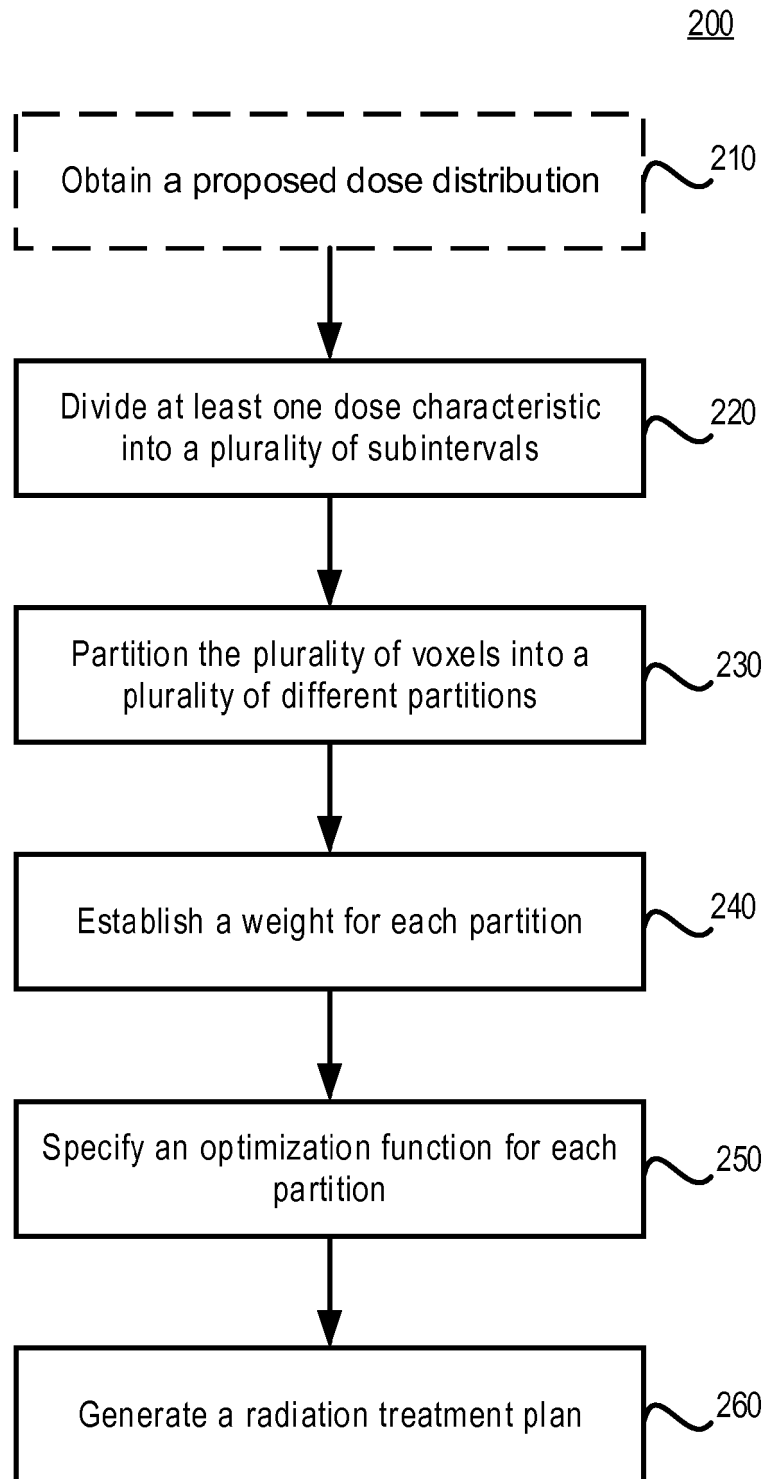 200
Obtain a proposed dose distribution
210
Divide at least one dose characteristic
into a plurality of subintervals
220
Partition the plurality of voxels into a
plurality of different partitions
230
Establish a weight for each partition
240
Specify an optimization function for each
partition
250
Generate a radiation treatment plan
260